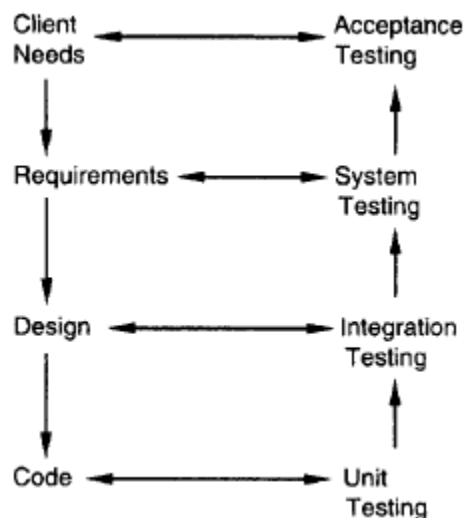 Client
Needs
Acceptance
Testing
Requirements
System
Testing
Design
Integration
Testing
Code
Unit
Testing